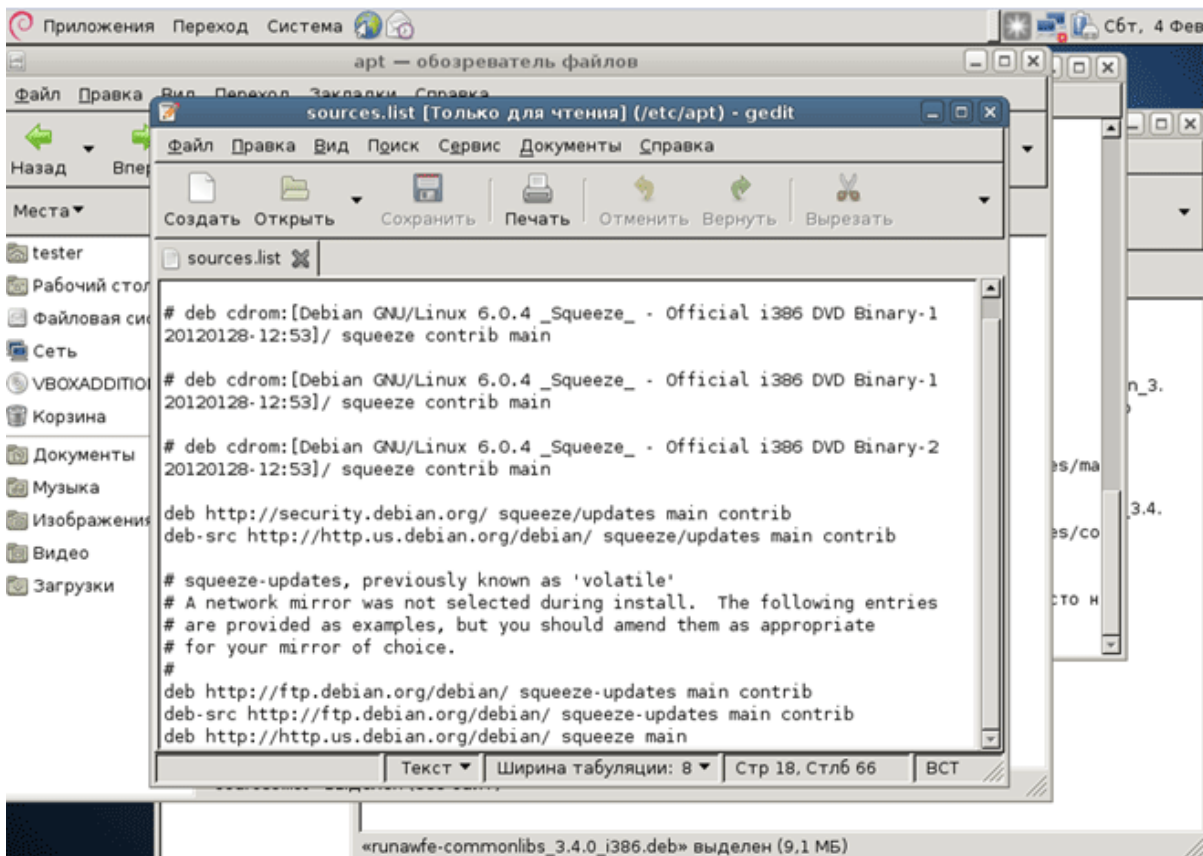 Приложения Переход Система Сбт, 4 Фев
apt — обозреватель файлов
Файл Правка Вид Переход Закладки Справка
sources.list [Только для чтения] (/etc/apt) - gedit
Файл Правка Вид Поиск Сервис Документы Справка
Назад
Создать Открыть Сохранить Печать Отменить Вернуть Вырезать
Места
sources.list
tester
Рабочий стол
Сеть
Корзина
Документы
Музыка
Изображения
Видео
Загрузки
# deb cdrom:[Debian GNU/Linux 6.0.4 _Squeeze_ - Official i386 DVD Binary-1
20120128-12:53]/ squeeze contrib main
# deb cdrom:[Debian GNU/Linux 6.0.4 _Squeeze_ - Official i386 DVD Binary-1
20120128-12:53]/ squeeze contrib main
# deb cdrom:[Debian GNU/Linux 6.0.4 _Squeeze_ - Official i386 DVD Binary-2
20120128-12:53]/ squeeze contrib main
deb http://security.debian.org/ squeeze/updates main contrib
deb-src http://http.us.debian.org/debian/ squeeze/updates main contrib
# squeeze-updates, previously known as 'volatile'
# A network mirror was not selected during install.  The following entries
# are provided as examples, but you should amend them as appropriate
# for your mirror of choice.
#
deb http://ftp.debian.org/debian/ squeeze-updates main contrib
deb-src http://ftp.debian.org/debian/ squeeze-updates main contrib
deb http://http.us.debian.org/debian/ squeeze main
Текст Ширина табуляции: 8 Стр 18, Стлб 66 ВСТ
n_3.
es/ma
_3.4.
es/co
сто н
«runawfe-commonlibs_3.4.0_i386.deb» выделен (9,1 МБ)